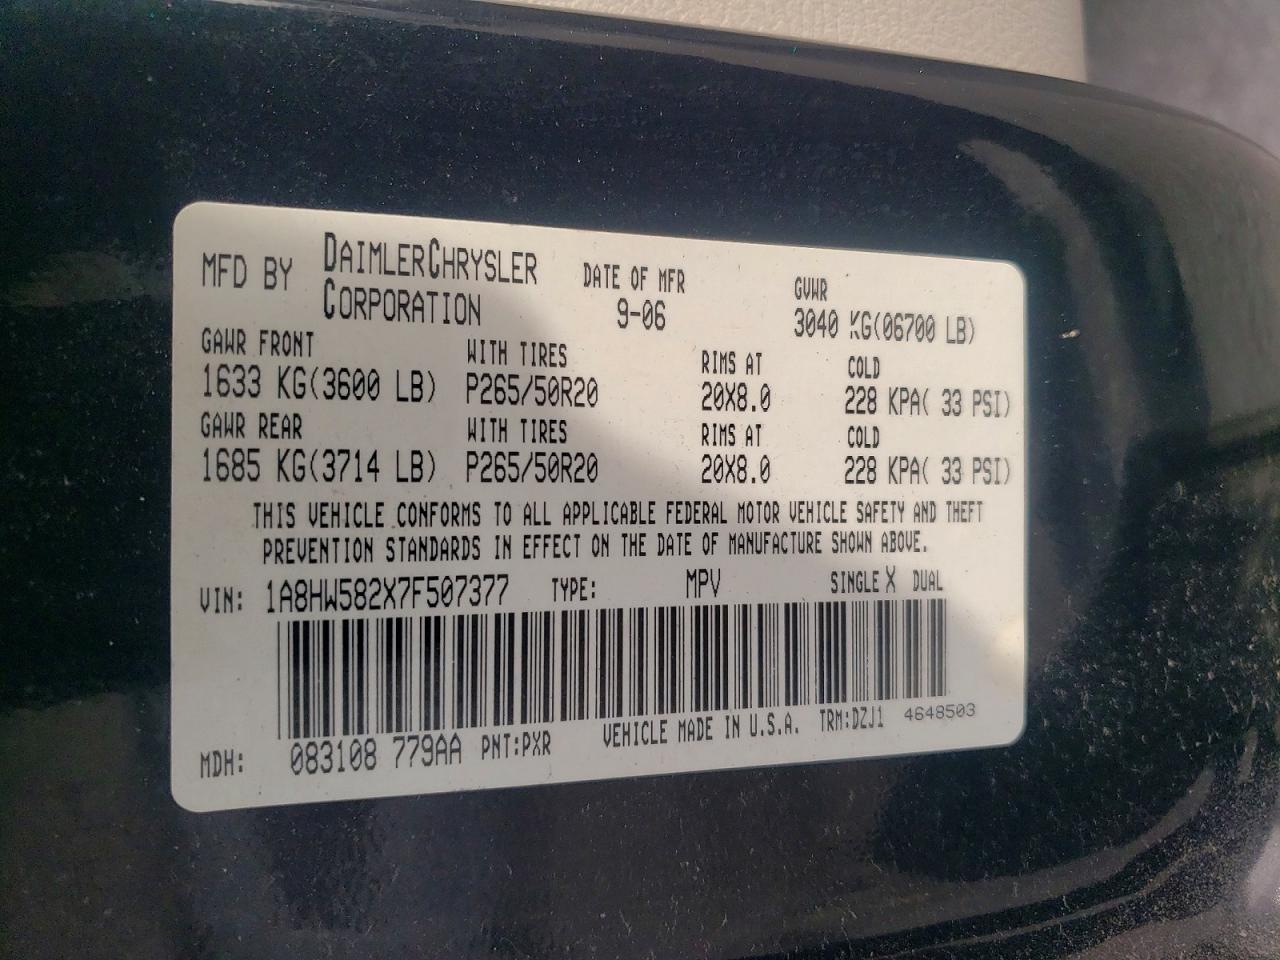 MFD BY DAIMLERCHRYSLER CORPORATION DATE OF MFR 9-06 GVWR 3040 KG(06700 LB)
GAWR FRONT WITH TIRES RIMS AT COLD
1633 KG(3600 LB) P265/50R20 20X8.0 228 KPA( 33 PSI)
GAWR REAR WITH TIRES RIMS AT COLD
1685 KG(3714 LB) P265/50R20 20X8.0 228 KPA( 33 PSI)
THIS VEHICLE CONFORMS TO ALL APPLICABLE FEDERAL MOTOR VEHICLE SAFETY AND THEFT
PREVENTION STANDARDS IN EFFECT ON THE DATE OF MANUFACTURE SHOWN ABOVE.
VIN: 1A8HW582X7F507377 TYPE: MPV SINGLE X DUAL
MDH: 083108 779AA PNT:PXR VEHICLE MADE IN U.S.A. TRM:DZJ1 4648503